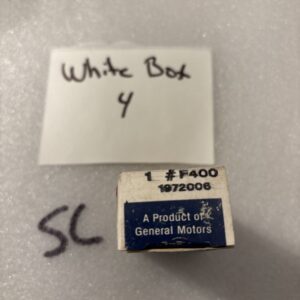 White Box
4
1 #F400
1972006
A Product of
General Motors
SC